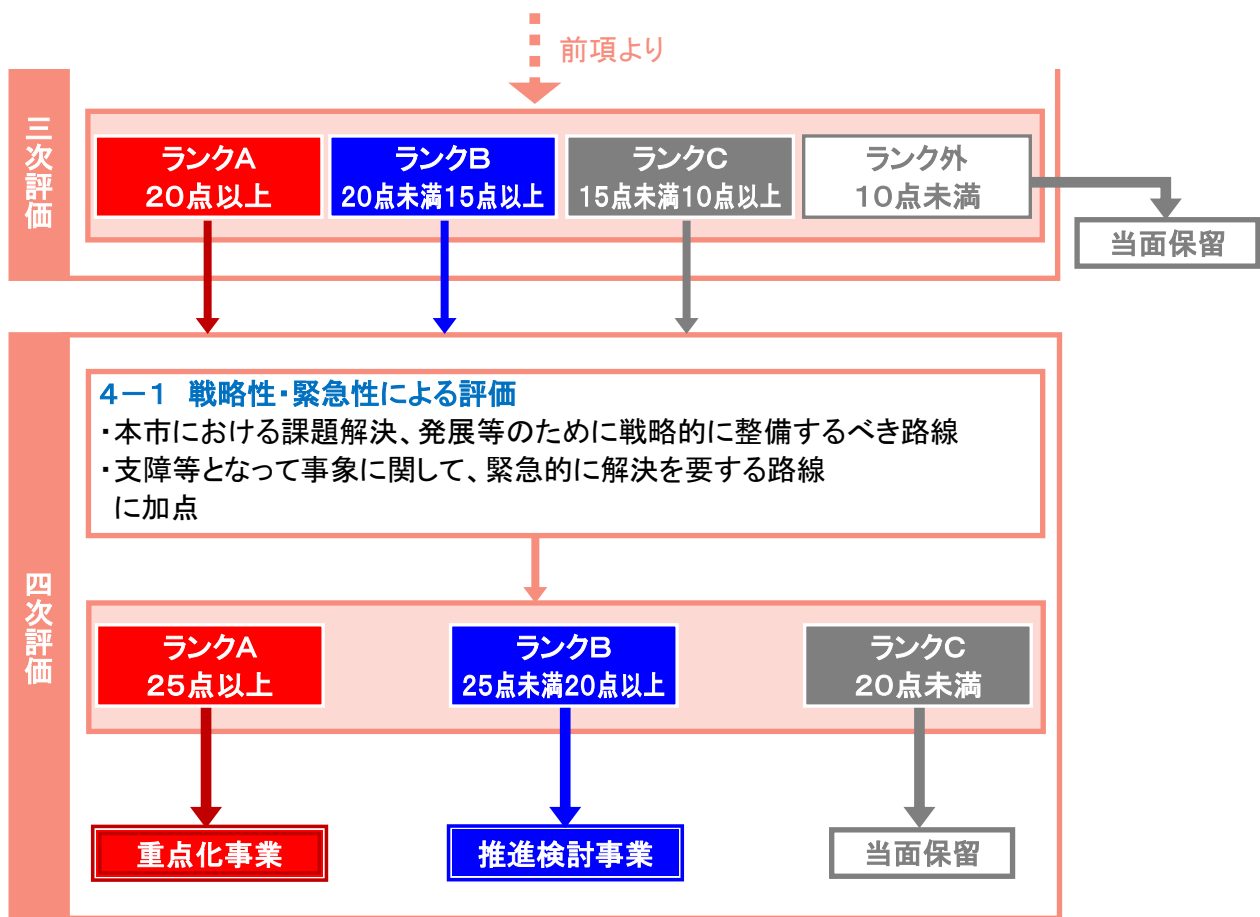 前項より
三次評価
ランクA
20点以上
ランクB
20点未満15点以上
ランクC
15点未満10点以上
ランク外
10点未満
当面保留
四次評価
4－1 戦略性・緊急性による評価
・本市における課題解決、発展等のために戦略的に整備するべき路線
・支障等となって事象に関して、緊急的に解決を要する路線
に加点
ランクA
25点以上
ランクB
25点未満20点以上
ランクC
20点未満
重点化事業
推進検討事業
当面保留